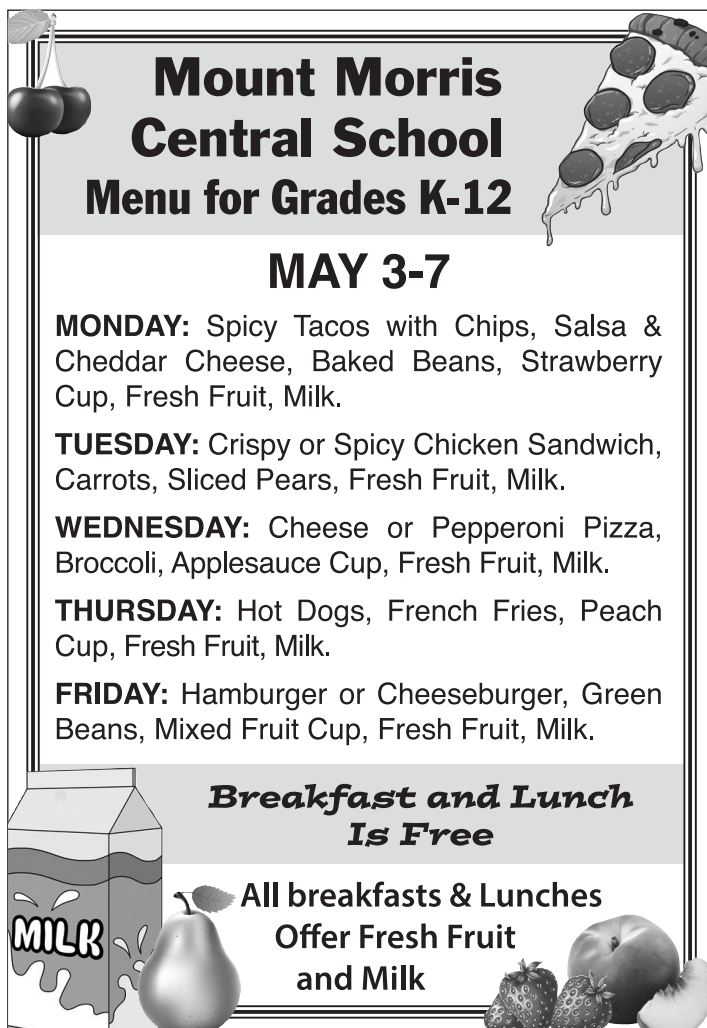 Mount Morris
Central School
Menu for Grades K-12
MAY 3-7
MONDAY: Spicy Tacos with Chips, Salsa &
Cheddar Cheese, Baked Beans, Strawberry
Cup, Fresh Fruit, Milk.
TUESDAY: Crispy or Spicy Chicken Sandwich,
Carrots, Sliced Pears, Fresh Fruit, Milk.
WEDNESDAY: Cheese or Pepperoni Pizza,
Broccoli, Applesauce Cup, Fresh Fruit, Milk.
THURSDAY: Hot Dogs, French Fries, Peach
Cup, Fresh Fruit, Milk.
FRIDAY: Hamburger or Cheeseburger, Green
Beans, Mixed Fruit Cup, Fresh Fruit, Milk.
Breakfast and Lunch
Is Free
All breakfasts & Lunches
Offer Fresh Fruit
and Milk
MILK